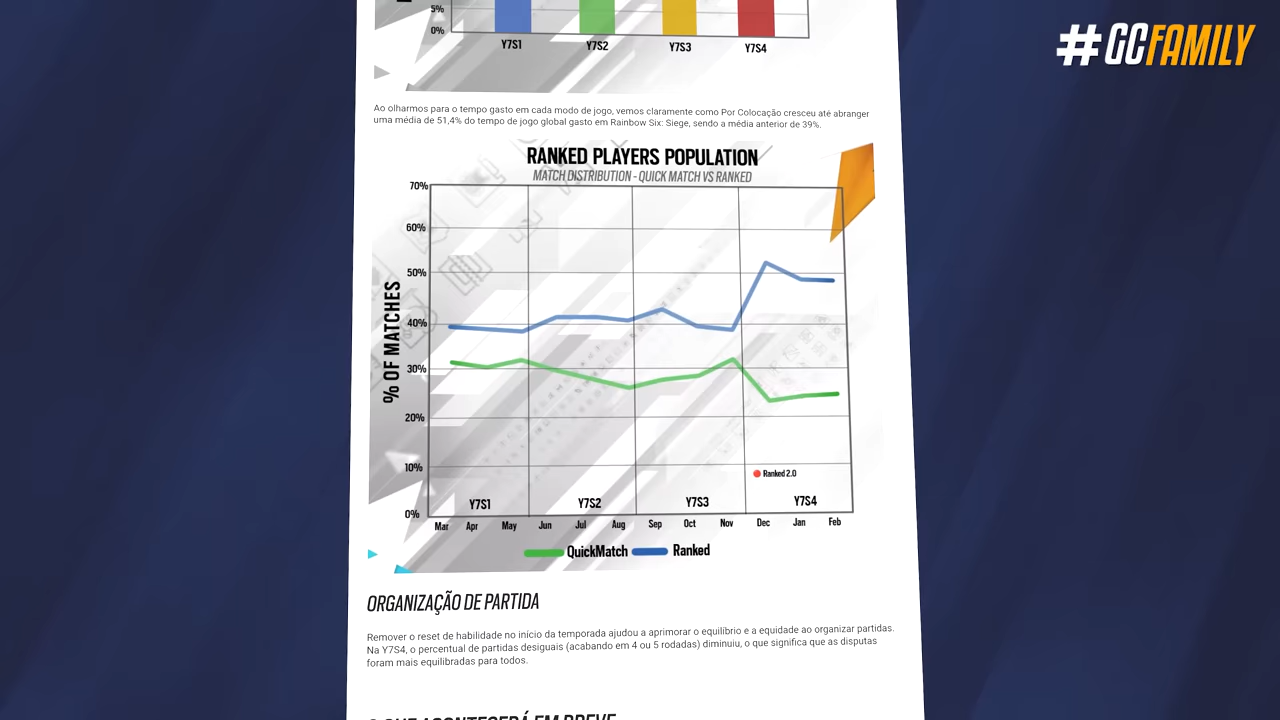 5%
0%
Y7S1 Y7S2 Y7S3 Y7S4
#GCFAMILY
Ao olharmos para o tempo gasto em cada modo de jogo, vemos claramente como Por Colocação cresceu até abranger
uma média de 51,4% do tempo de jogo global gasto em Rainbow Six: Siege, sendo a média anterior de 39%.
RANKED PLAYERS POPULATION
MATCH DISTRIBUTION - QUICK MATCH VS RANKED
70%
60%
50%
40%
30%
20%
10%
0%
% OF MATCHES
Ranked 2.0
Y7S1 Y7S2 Y7S3 Y7S4
Mar Apr May Jun Jul Aug Sep Oct Nov Dec Jan Feb
QuickMatch Ranked
ORGANIZAÇÃO DE PARTIDA
Remover o reset de habilidade no início da temporada ajudou a aprimorar o equilíbrio e a equidade ao organizar partidas.
Na Y7S4, o percentual de partidas desiguais (acabando em 4 ou 5 rodadas) diminuiu, o que significa que as disputas
foram mais equilibradas para todos.
O QUE ACONTECERÁ EM BREVE